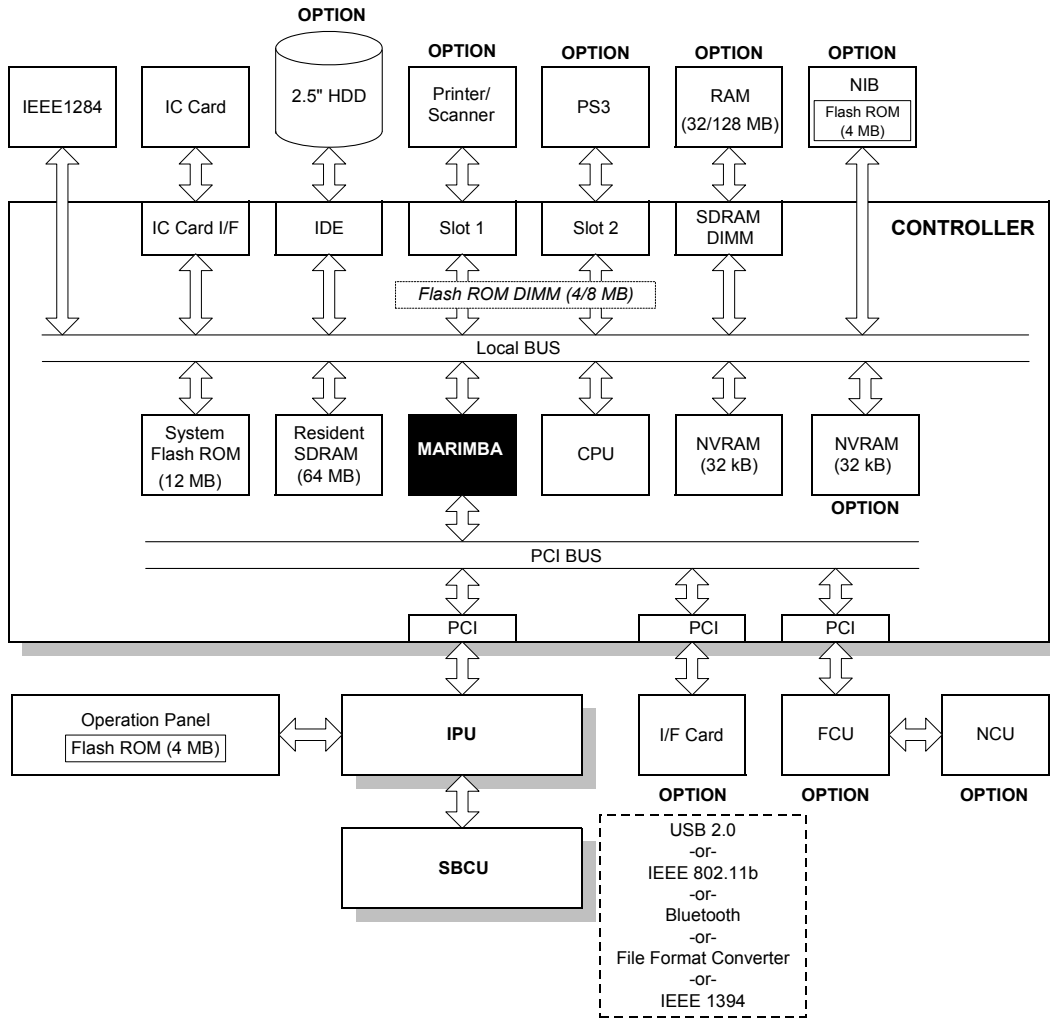 OPTION
OPTION
OPTION
OPTION
OPTION
IEEE1284
IC Card
2.5" HDD
Printer/
Scanner
PS3
RAM
(32/128 MB)
NIB
Flash ROM
(4 MB)
IC Card I/F
IDE
Slot 1
Slot 2
SDRAM
DIMM
CONTROLLER
Flash ROM DIMM (4/8 MB)
Local BUS
System
Flash ROM
(12 MB)
Resident
SDRAM
(64 MB)
MARIMBA
CPU
NVRAM
(32 kB)
NVRAM
(32 kB)
OPTION
PCI BUS
PCI
PCI
PCI
Operation Panel
Flash ROM (4 MB)
IPU
I/F Card
FCU
NCU
OPTION
OPTION
OPTION
SBCU
USB 2.0
-or-
IEEE 802.11b
-or-
Bluetooth
-or-
File Format Converter
-or-
IEEE 1394